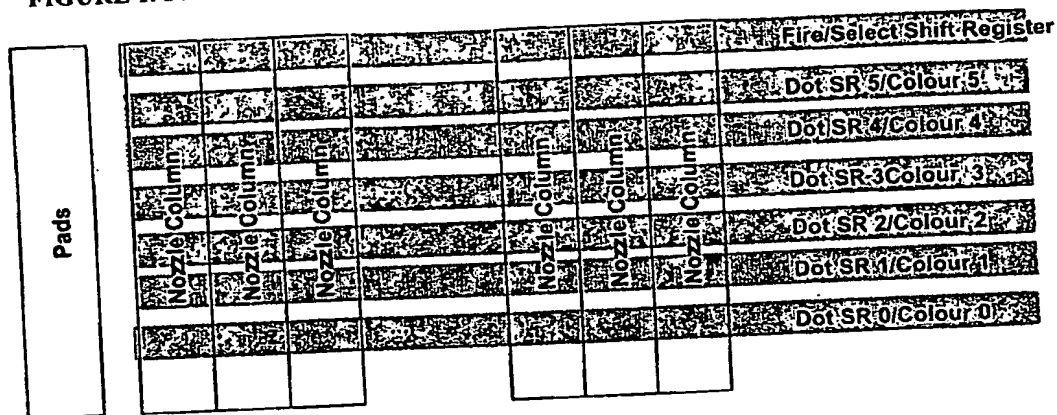 FIGURE
Fire/Select Shift Register
Dot SR 5/Colour 5
Dot SR 4/Colour 4
Dot SR 3Colour 3
Dot SR 2/Colour 2
Dot SR 1/Colour 1
Dot SR 0/Colour 0
Pads
Nozzle Column
Nozzle Column
Nozzle Column
Nozzle Column
Nozzle Column
Nozzle Column